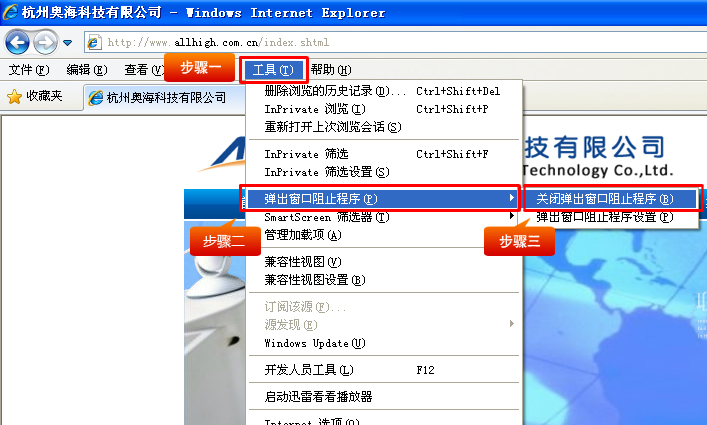 杭州奥海科技有限公司 - Windows Internet Explorer
http://www.allhigh.com.cn/index.shtml
文件(F) 编辑(E) 查看(V) 步骤一 工具(T) 帮助(H)
收藏夹 杭州奥海科技有限公司
删除浏览的历史记录(D)... Ctrl+Shift+Del
InPrivate 浏览(I) Ctrl+Shift+P
重新打开上次浏览会话(S)
InPrivate 筛选 Ctrl+Shift+F
InPrivate 筛选设置(S)
技有限公司
Technology Co.,Ltd.
弹出窗口阻止程序(P) 关闭弹出窗口阻止程序(B)
SmartScreen 筛选器(T) 弹出窗口阻止程序设置(P)
步骤二 管理加载项(A) 步骤三
兼容性视图(V)
兼容性视图设置(B)
订阅该源(F)...
源发现(E)
Windows Update(U)
开发人员工具(L) F12
启动迅雷看看播放器
Internet 选项(O)